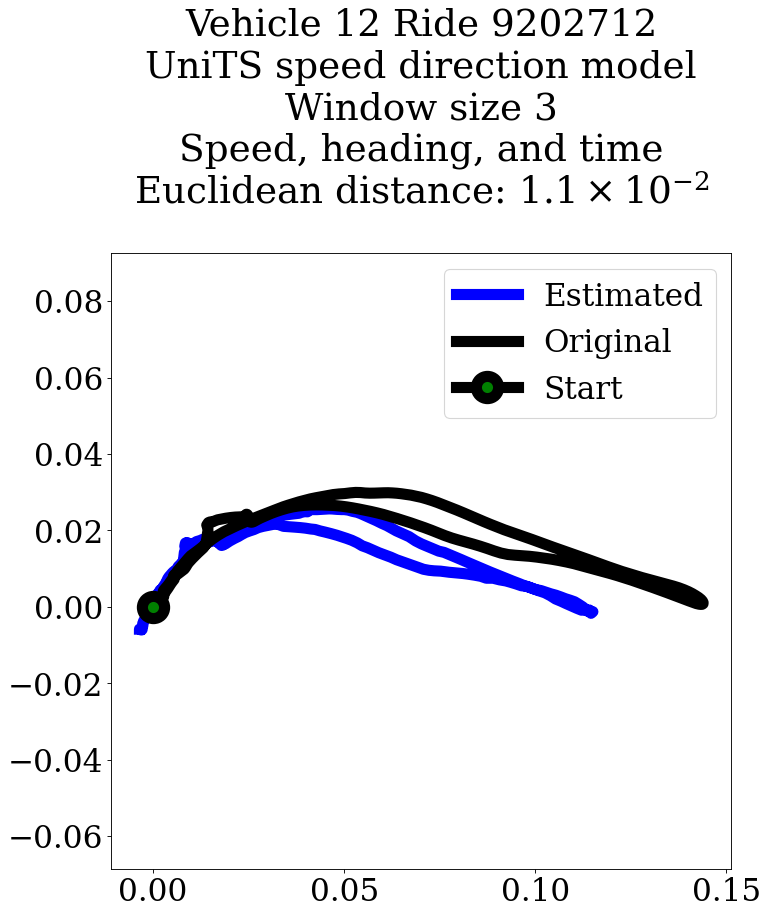 Vehicle 12 Ride 9202712
UniTS speed direction model
Window size 3
Speed, heading, and time
Euclidean distance: 1.1 × 10⁻²
Estimated
Original
Start
0.08
0.06
0.04
0.02
0.00
−0.02
−0.04
−0.06
0.00 0.05 0.10 0.15